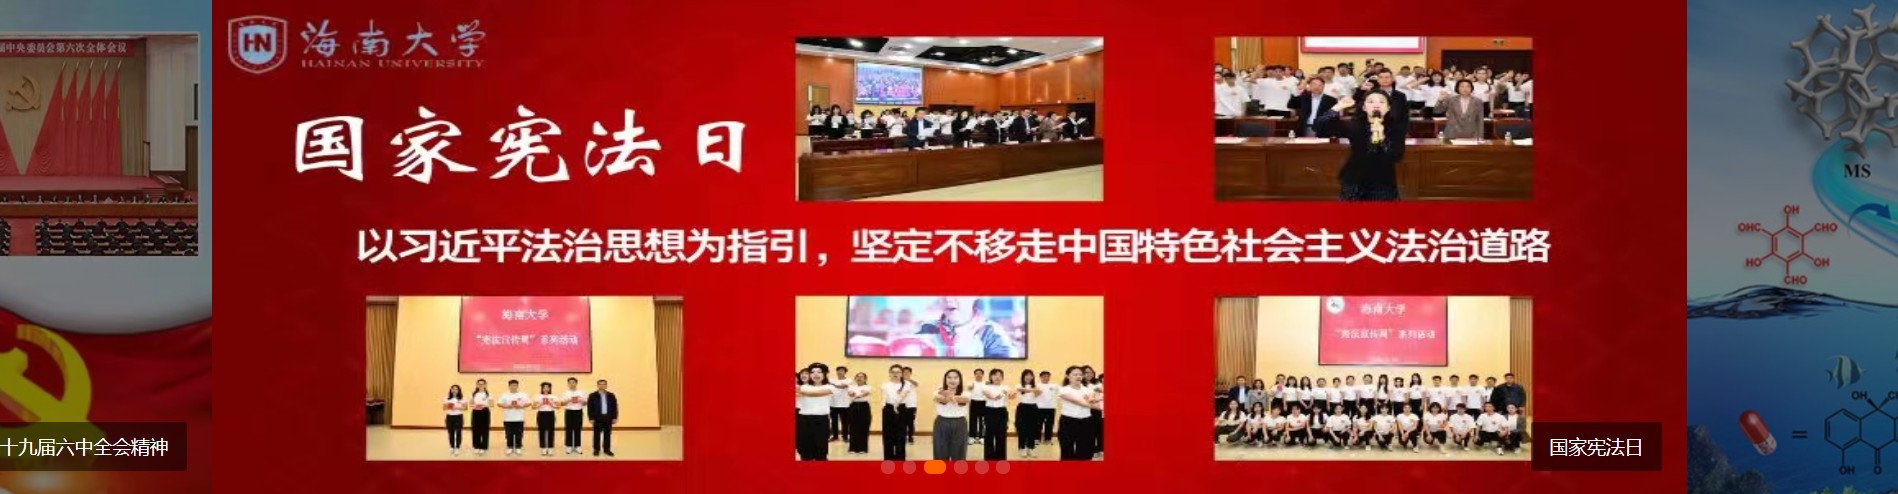 届中央委员会第六次全体会议
十九届六中全会精神
海南大学
HAINAN UNIVERSITY
国家宪法日
以习近平法治思想为指引，坚定不移走中国特色社会主义法治道路
海南大学
“宪法宣传周”系列活动
海南大学
“宪法宣传周”系列活动
国家宪法日
MS
OH
OHC
CHO
HO
OH
CHO
OH
OH
O